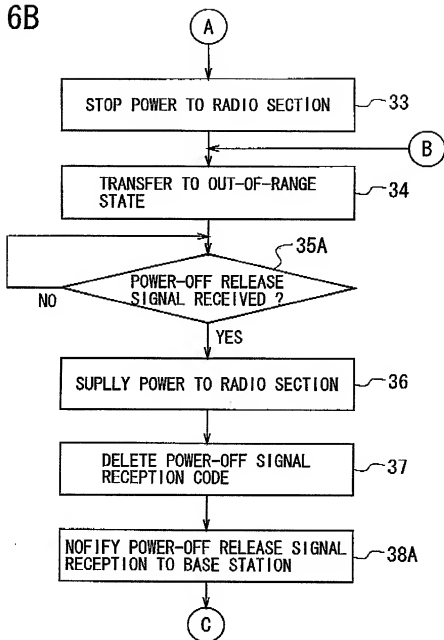 6B
A
STOP POWER TO RADIO SECTION
33
B
TRANSFER TO OUT-OF-RANGE
STATE
34
35A
POWER-OFF RELEASE
SIGNAL RECEIVED ?
NO
YES
SUPLLY POWER TO RADIO SECTION
36
DELETE POWER-OFF SIGNAL
RECEPTION CODE
37
NOFIFY POWER-OFF RELEASE SIGNAL
RECEPTION TO BASE STATION
38A
C